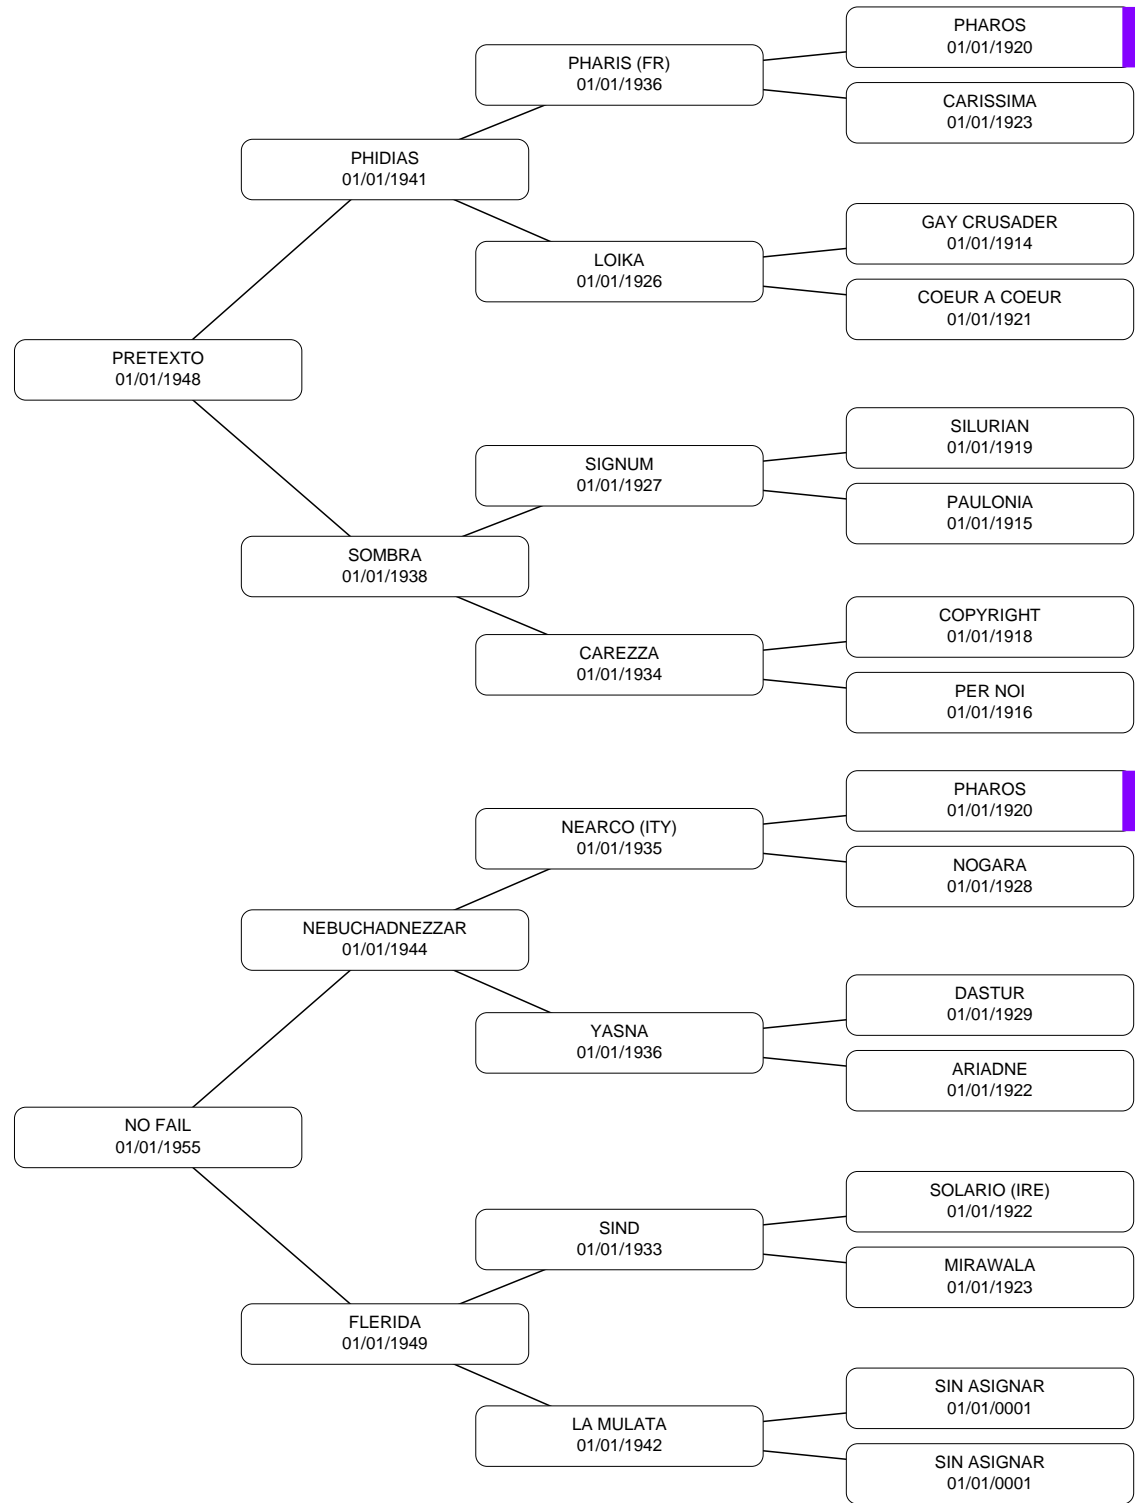 PHAROS
01/01/1920
PHARIS (FR)
01/01/1936
CARISSIMA
01/01/1923
PHIDIAS
01/01/1941
GAY CRUSADER
01/01/1914
LOIKA
01/01/1926
COEUR A COEUR
01/01/1921
PRETEXTO
01/01/1948
SILURIAN
01/01/1919
SIGNUM
01/01/1927
PAULONIA
01/01/1915
SOMBRA
01/01/1938
COPYRIGHT
01/01/1918
CAREZZA
01/01/1934
PER NOI
01/01/1916
PHAROS
01/01/1920
NEARCO (ITY)
01/01/1935
NOGARA
01/01/1928
NEBUCHADNEZZAR
01/01/1944
DASTUR
01/01/1929
YASNA
01/01/1936
ARIADNE
01/01/1922
NO FAIL
01/01/1955
SOLARIO (IRE)
01/01/1922
SIND
01/01/1933
MIRAWALA
01/01/1923
FLERIDA
01/01/1949
SIN ASIGNAR
01/01/0001
LA MULATA
01/01/1942
SIN ASIGNAR
01/01/0001